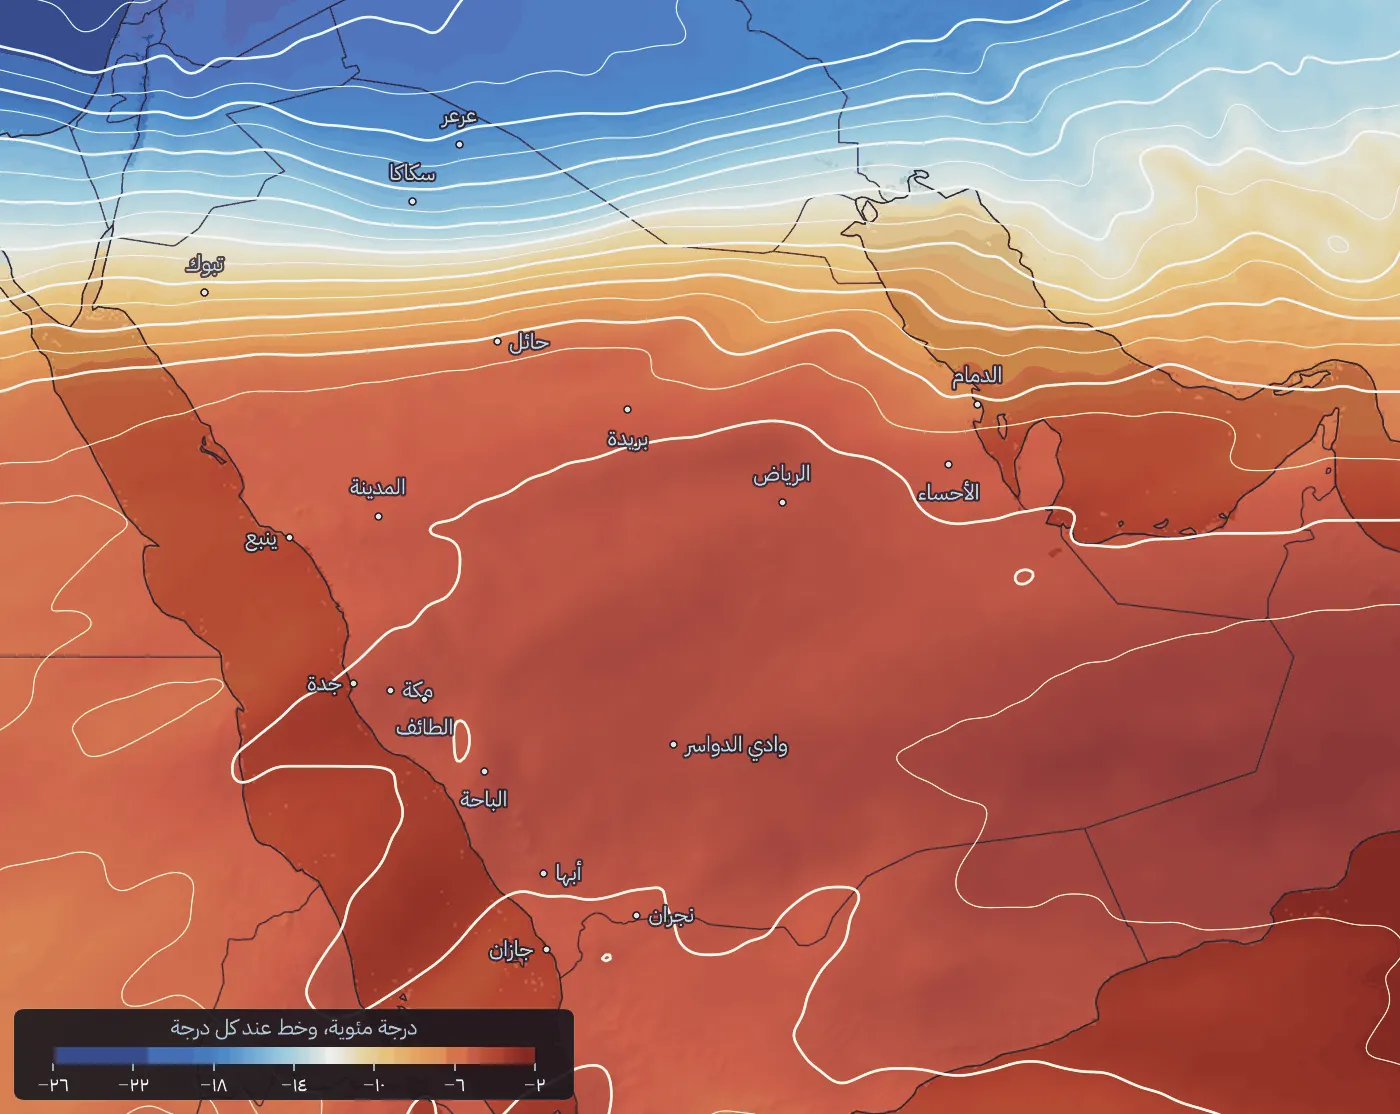 عرعر
سكاكا
تبوك
حائل
الدمام
بريدة
الرياض
المدينة
الأحساء
ينبع
جدة
مكة
الطائف
وادي الدواسر
الباحة
أبها
نجران
جازان
درجة مئوية، وخط عند كل درجة
−٢٦ −٢٢ −١٨ −١٤ −١٠ −٦ −٢